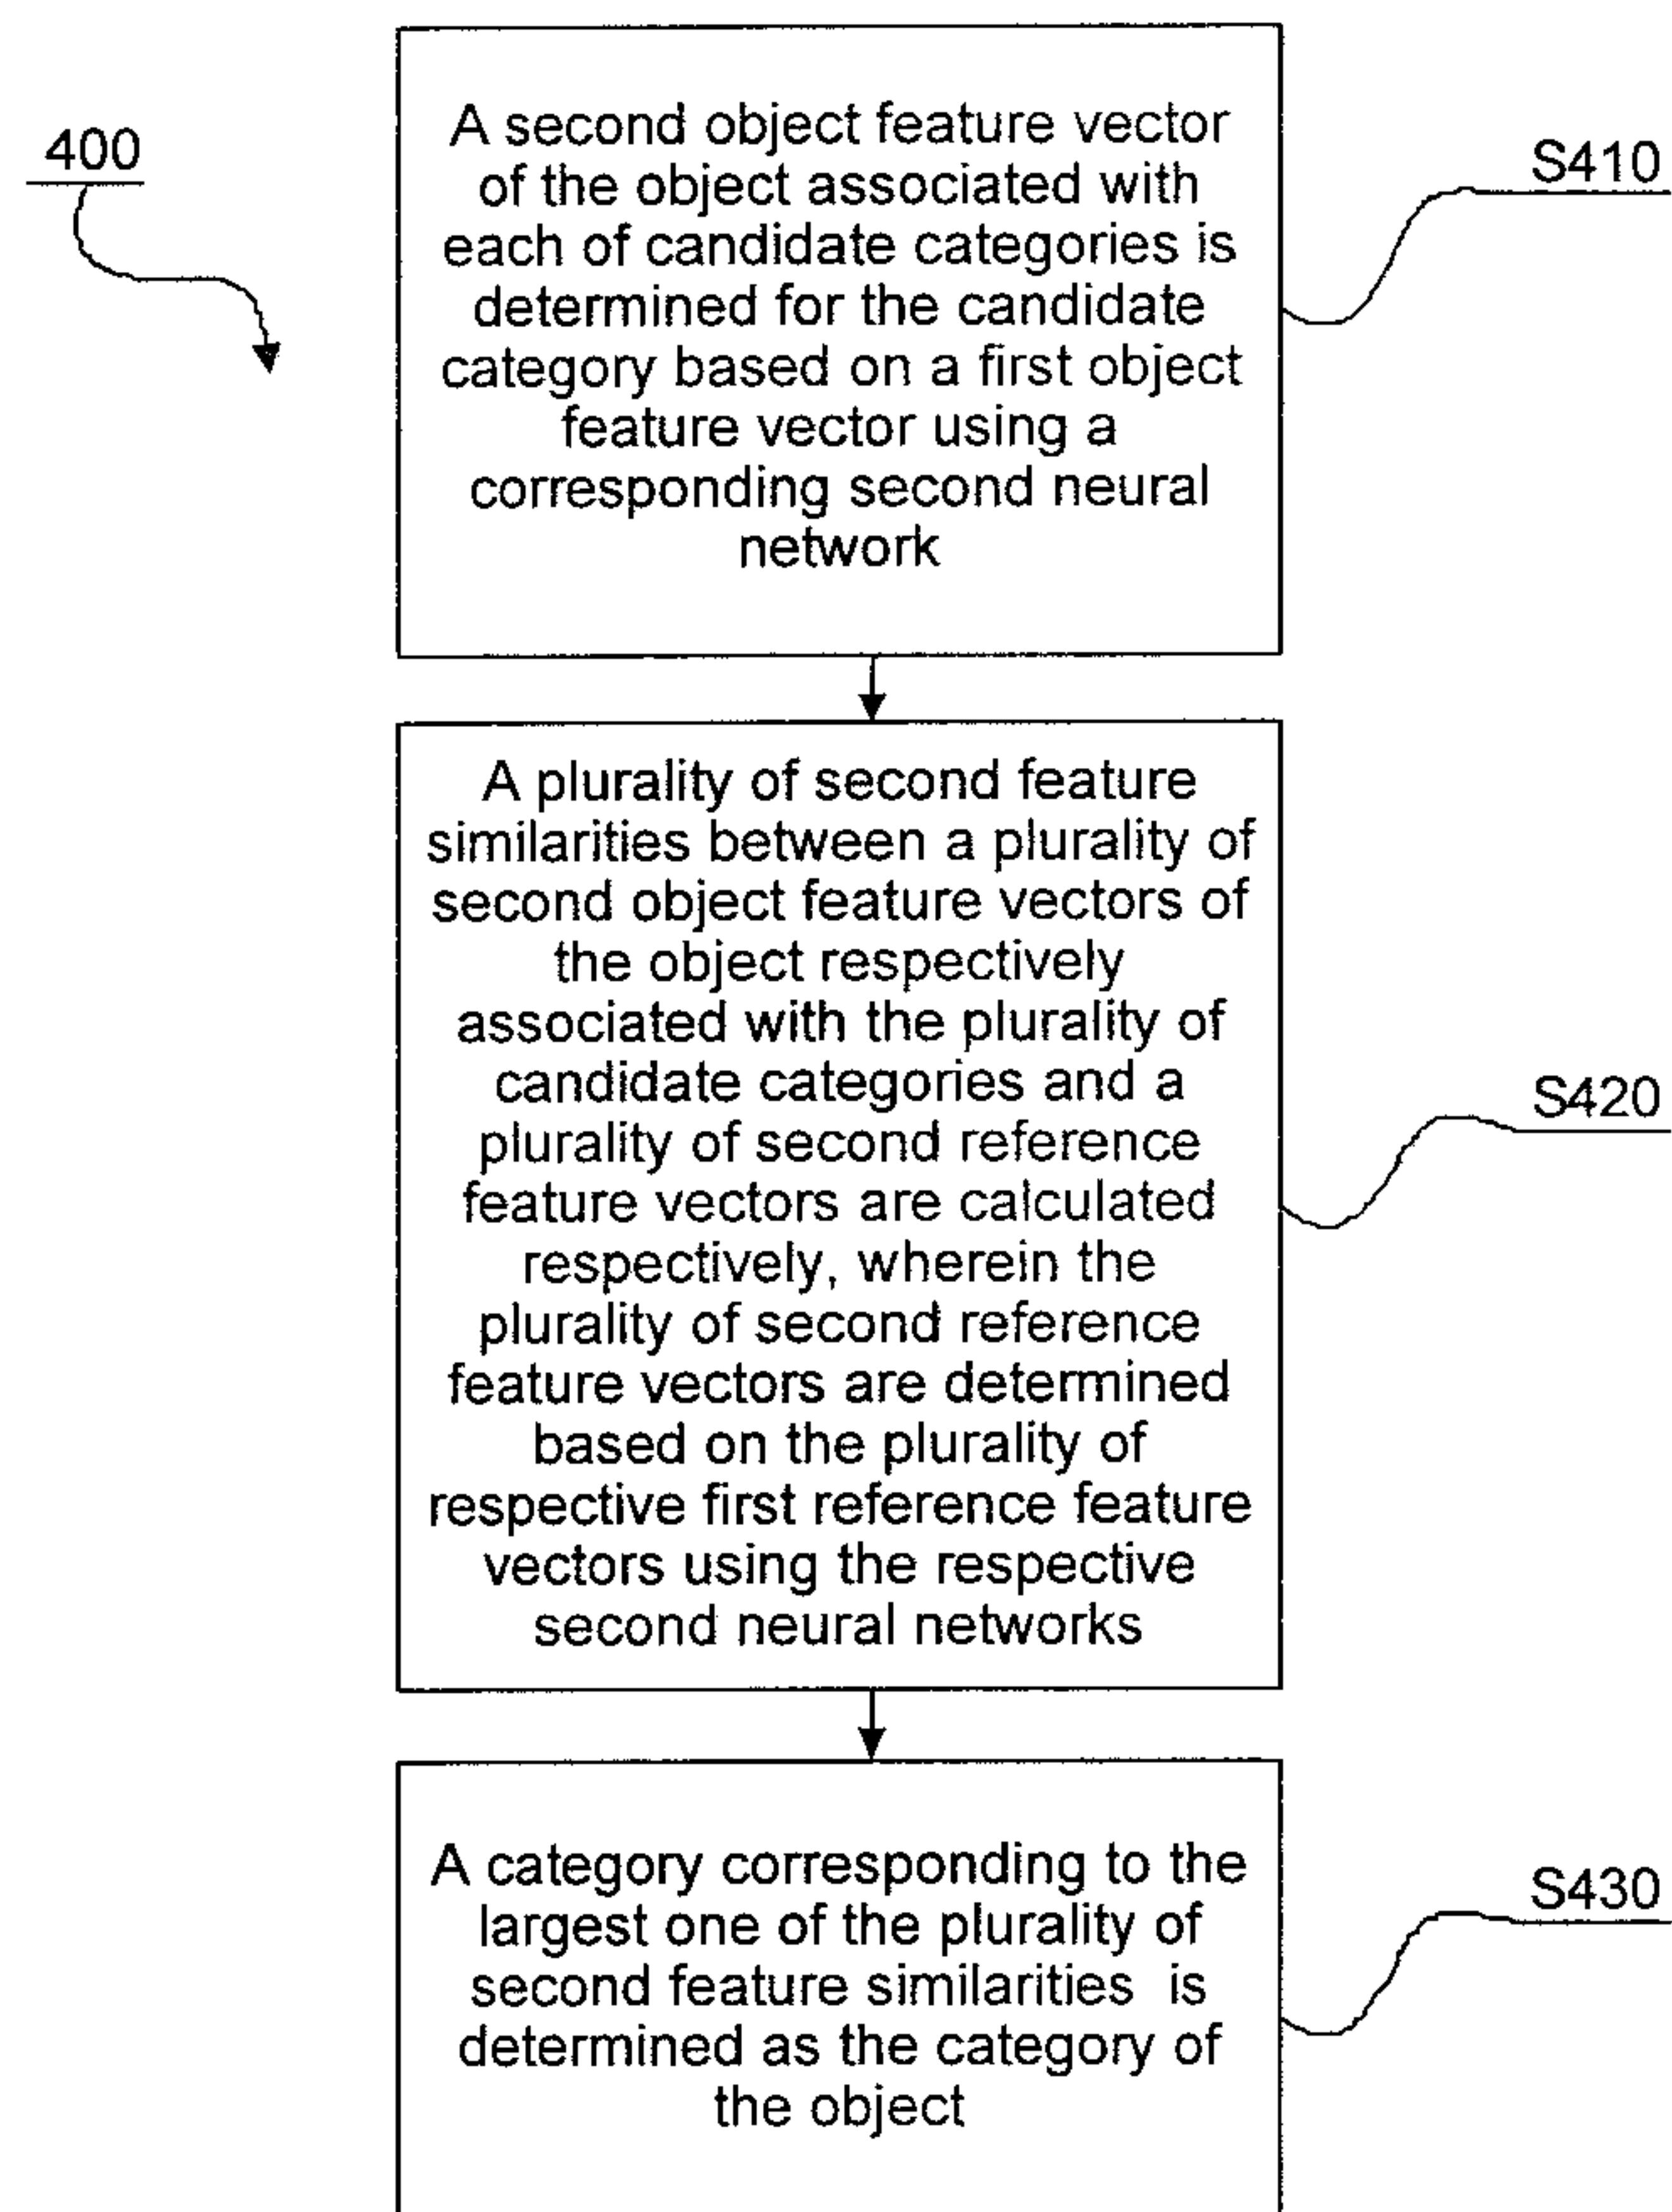 400
A second object feature vector
of the object associated with
each of candidate categories is
determined for the candidate
category based on a first object
feature vector using a
corresponding second neural
network
S410
A plurality of second feature
similarities between a plurality of
second object feature vectors of
the object respectively
associated with the plurality of
candidate categories and a
plurality of second reference
feature vectors are calculated
respectively, wherein the
plurality of second reference
feature vectors are determined
based on the plurality of
respective first reference feature
vectors using the respective
second neural networks
S420
A category corresponding to the
largest one of the plurality of
second feature similarities is
determined as the category of
the object
S430